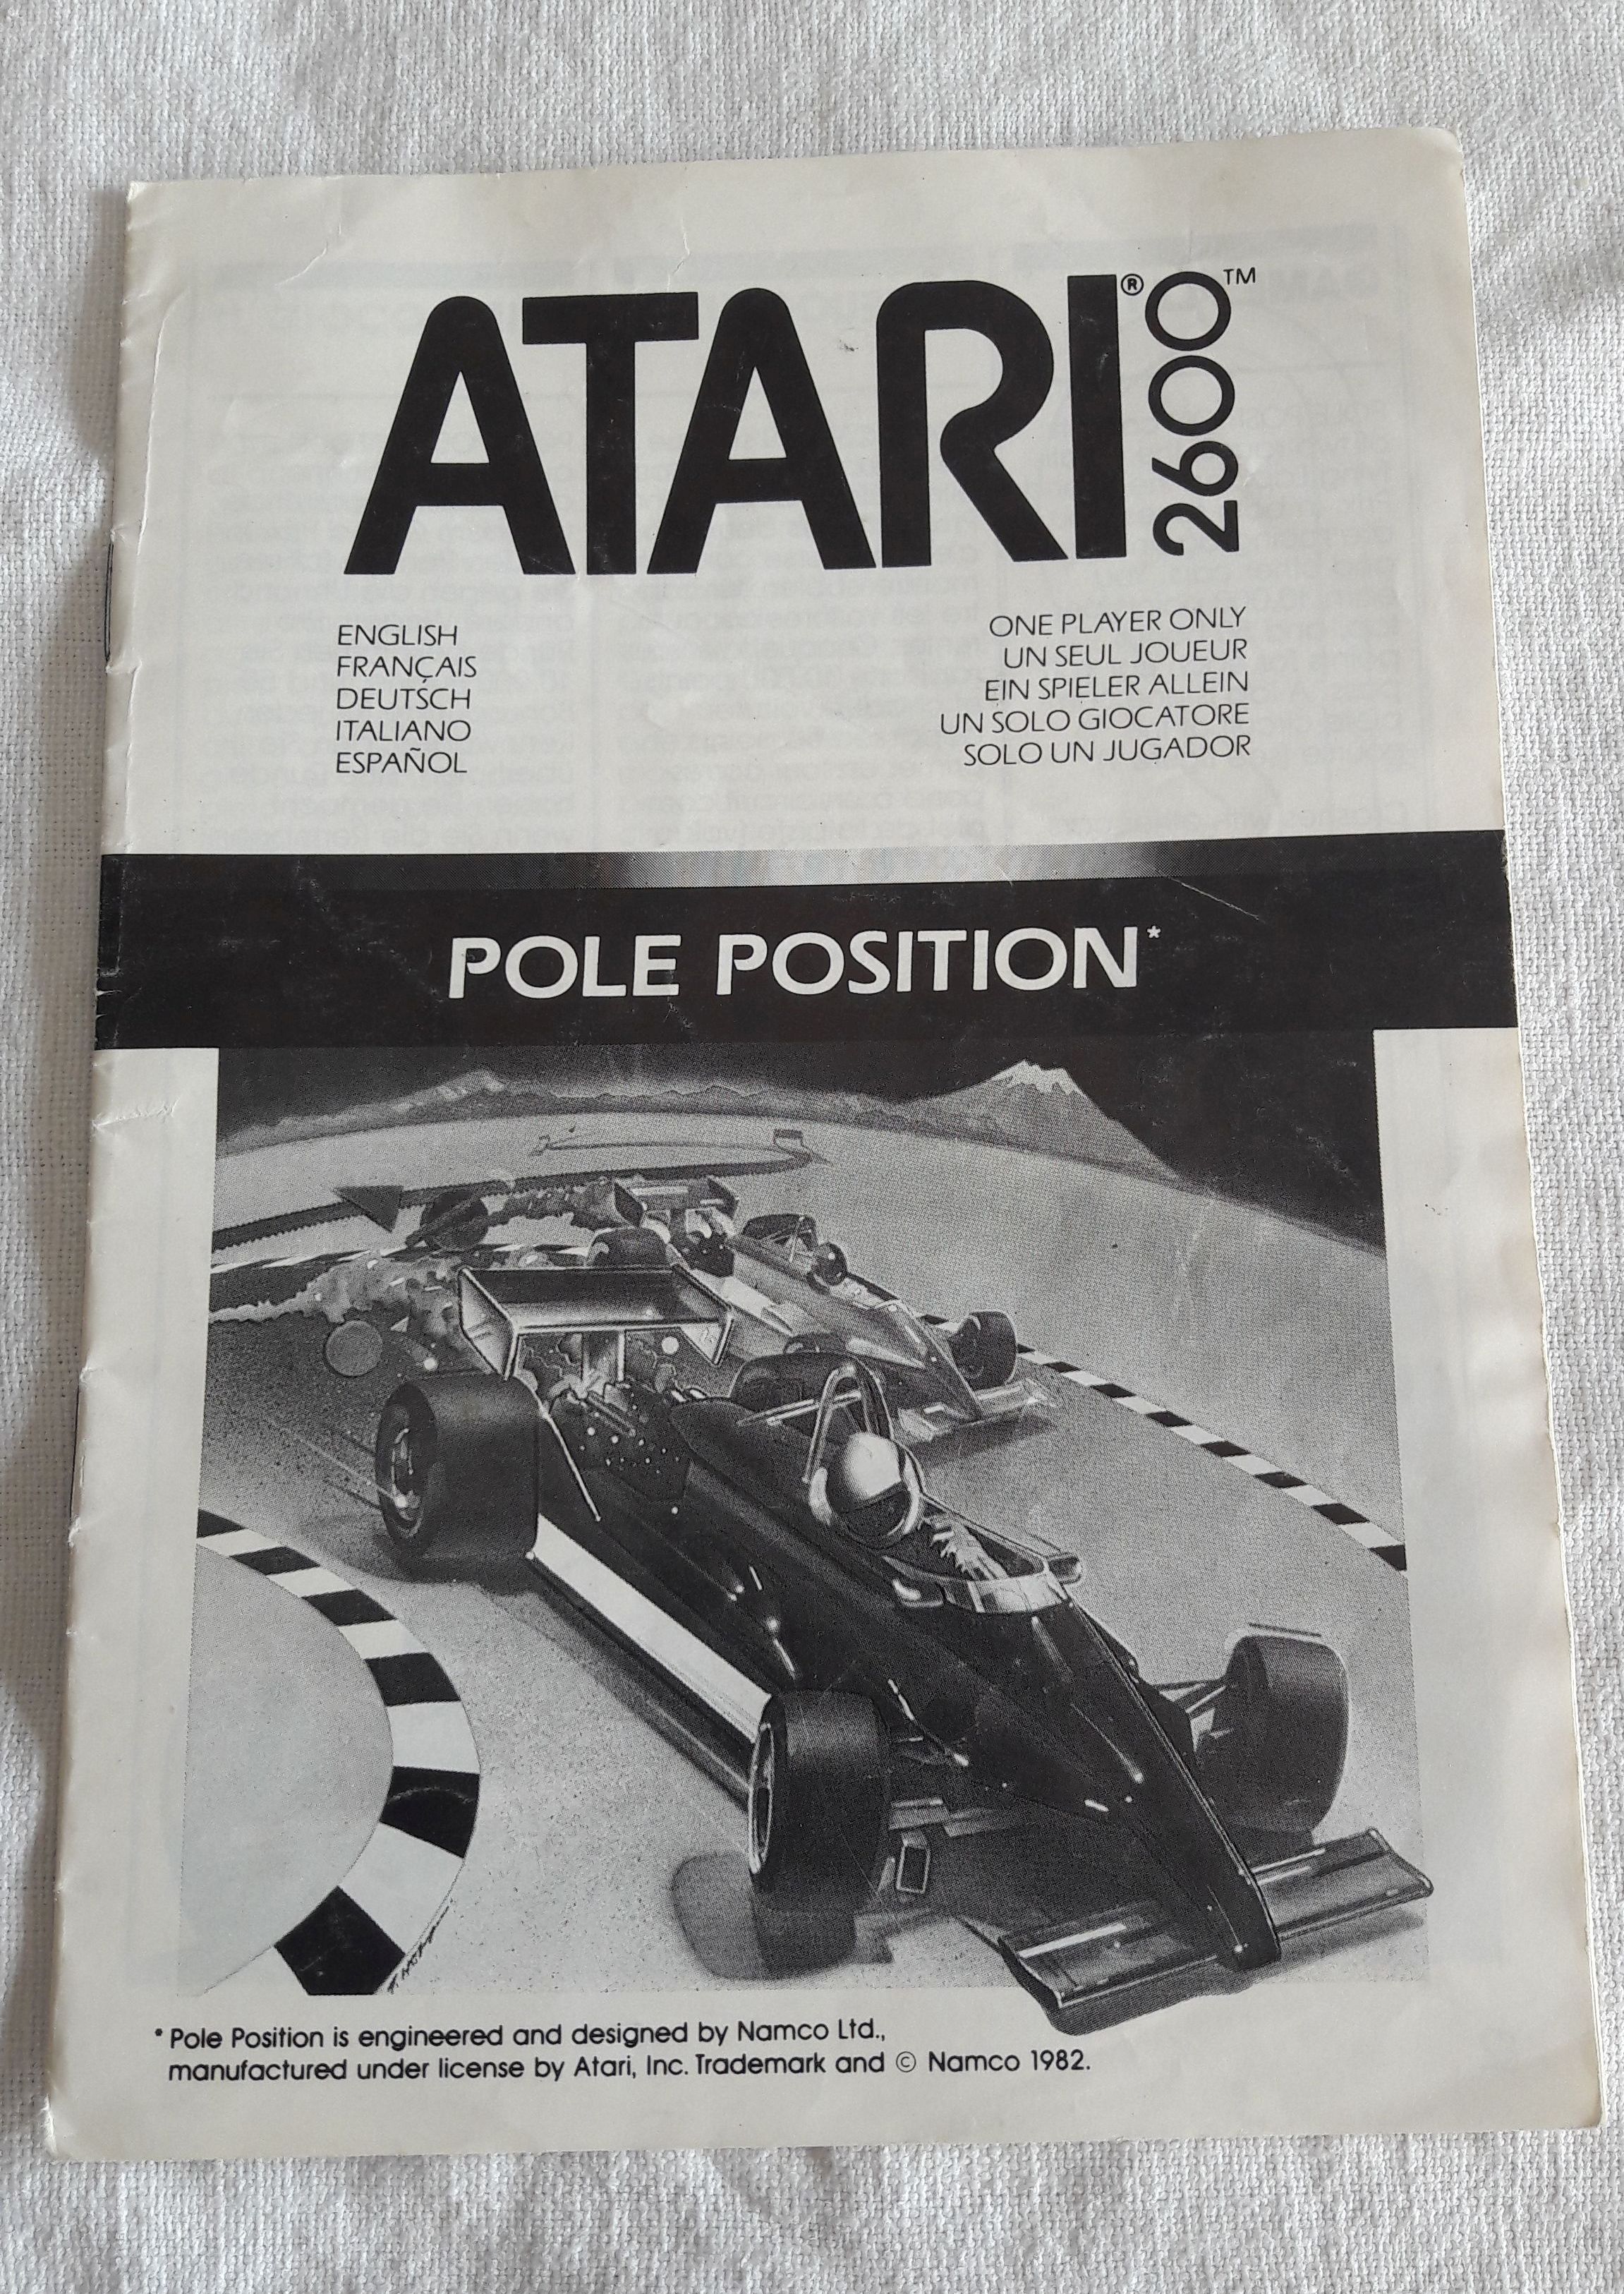 ATARI® 2600™
ENGLISH
FRANÇAIS
DEUTSCH
ITALIANO
ESPAÑOL
ONE PLAYER ONLY
UN SEUL JOUEUR
EIN SPIELER ALLEIN
UN SOLO GIOCATORE
SOLO UN JUGADOR
POLE POSITION*
* Pole Position is engineered and designed by Namco Ltd.,
manufactured under license by Atari, Inc. Trademark and © Namco 1982.